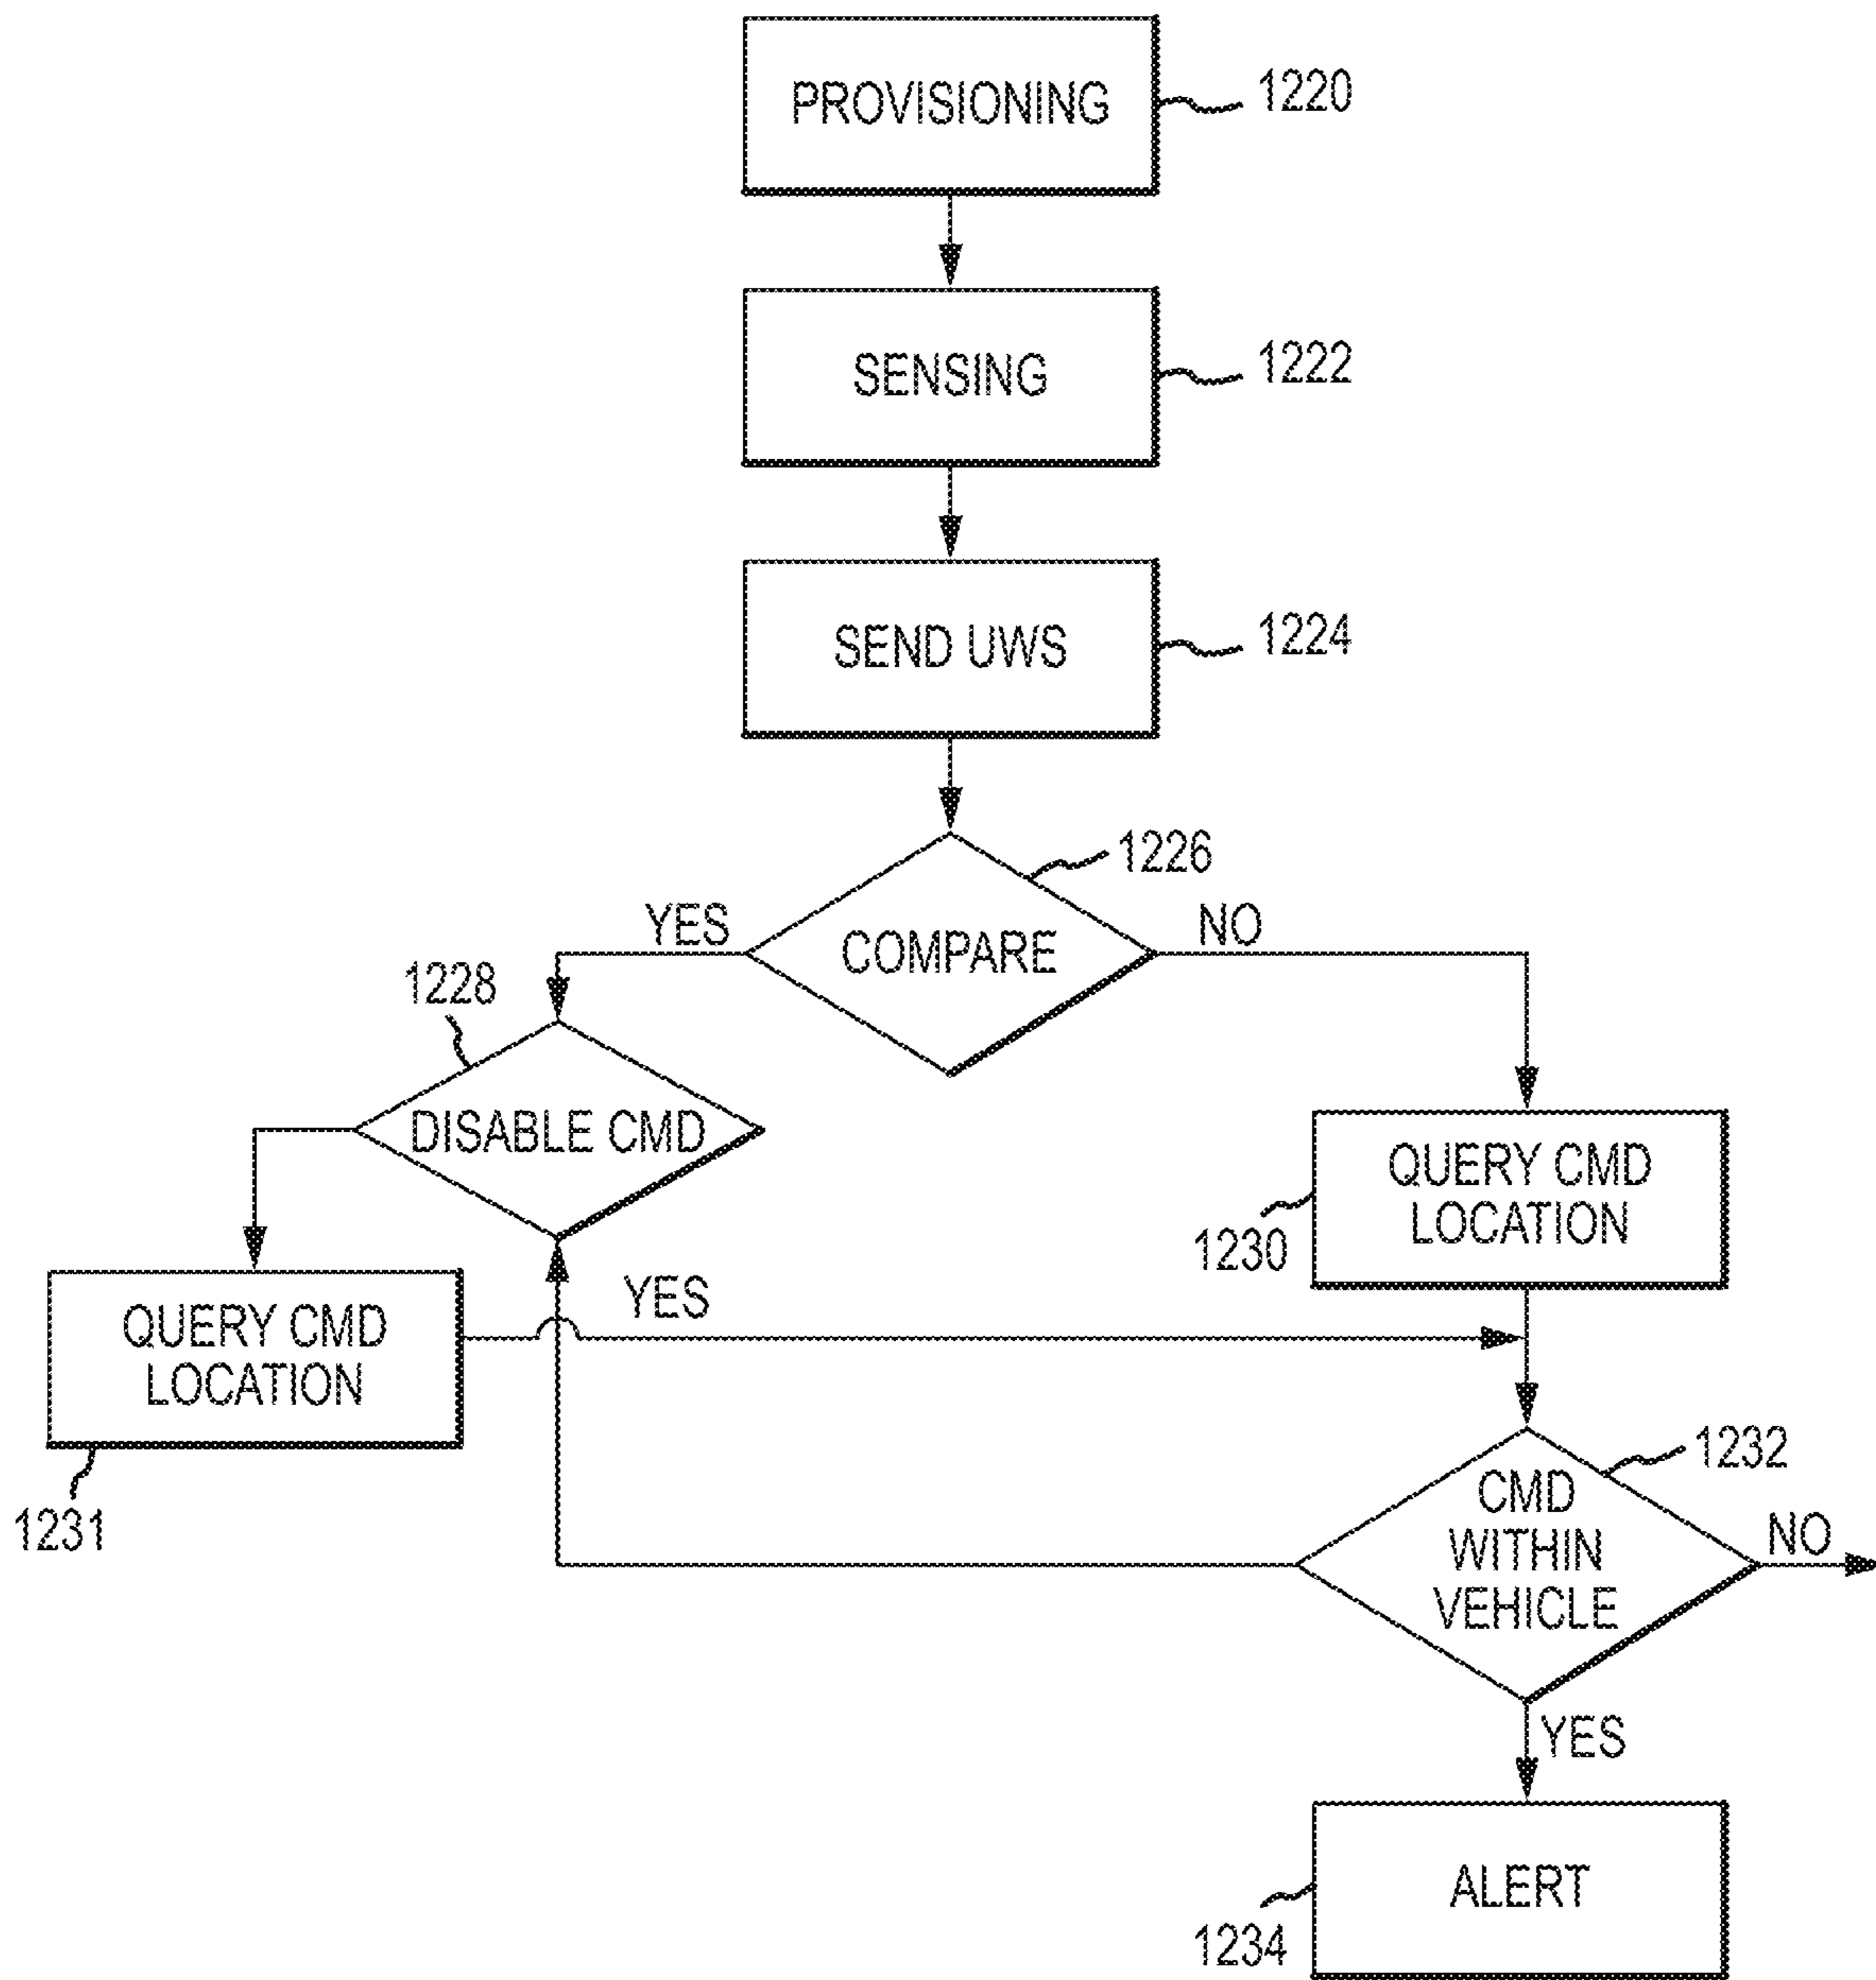 PROVISIONING
1220
SENSING
1222
SEND UWS
1224
1226
YES
COMPARE
NO
1228
DISABLE CMD
QUERY CMD
LOCATION
1230
YES
QUERY CMD
LOCATION
1231
1232
CMD
WITHIN
VEHICLE
NO
YES
ALERT
1234